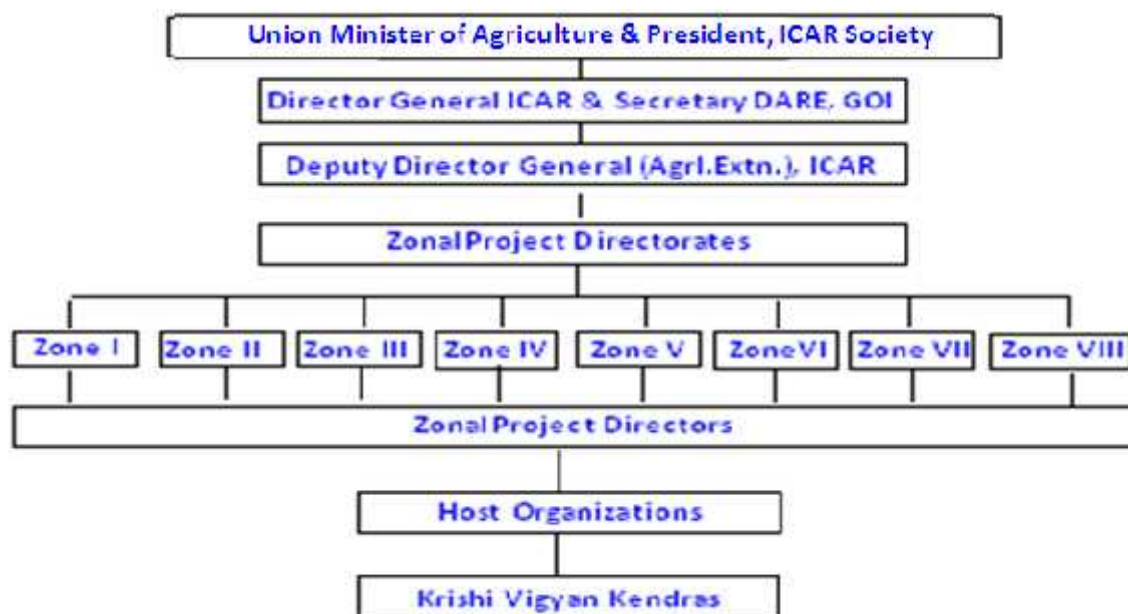 Union Minister of Agriculture & President, ICAR Society
Director General ICAR & Secretary DARE, GOI
Deputy Director General (Agrl.Extn.), ICAR
Zonal Project Directorates
Zone I
Zone II
Zone III
Zone IV
Zone V
ZoneVI
Zone VII
Zone VIII
Zonal Project Directors
Host Organizations
Krishi Vigyan Kendras